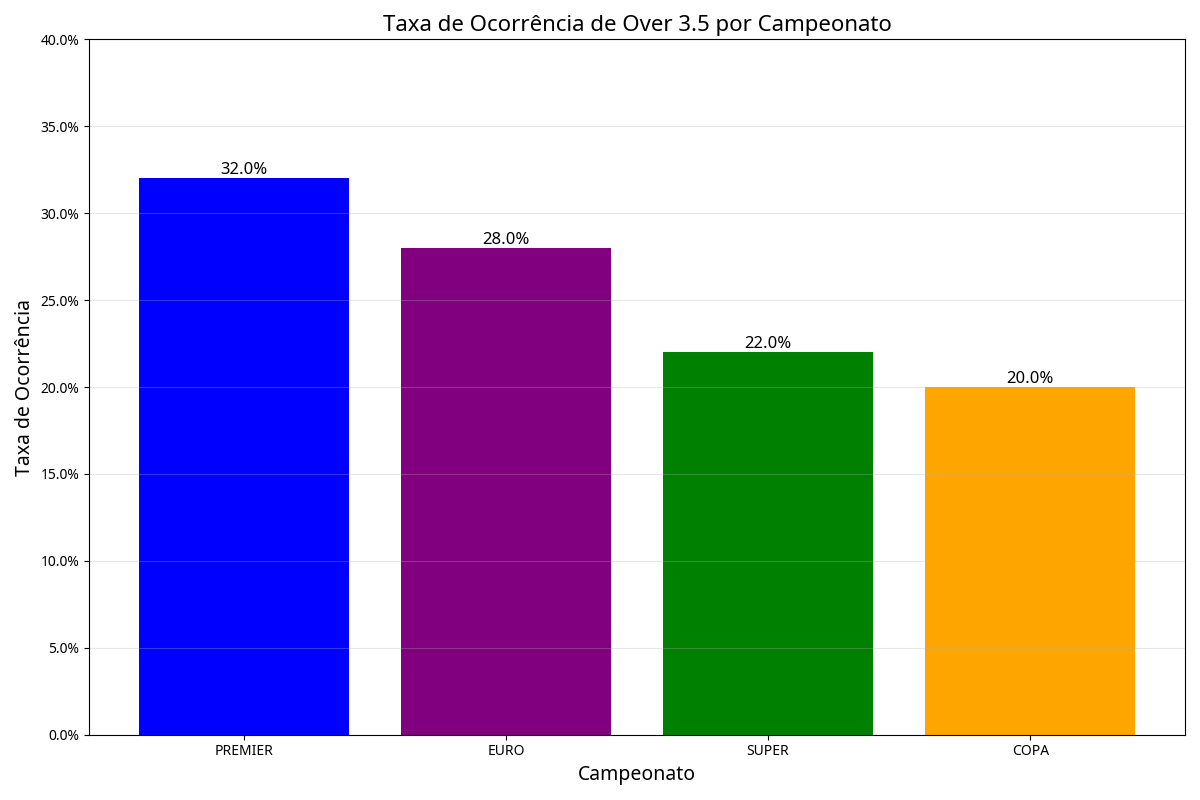 Taxa de Ocorrência de Over 3.5 por Campeonato
Taxa de Ocorrência
40.0%
35.0%
30.0%
25.0%
20.0%
15.0%
10.0%
5.0%
0.0%
32.0%
28.0%
22.0%
20.0%
PREMIER
EURO
SUPER
COPA
Campeonato